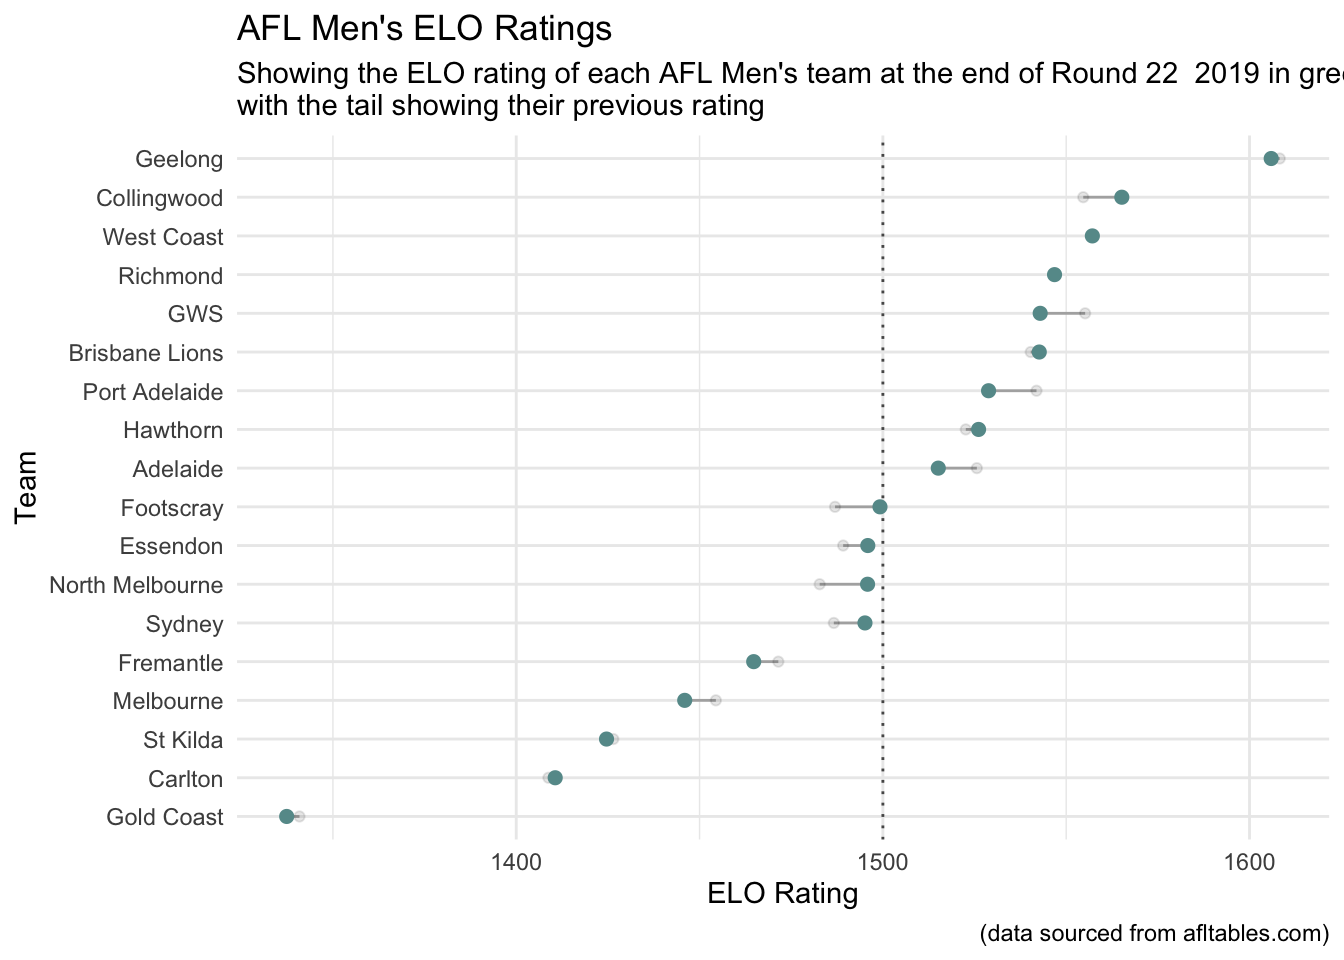 AFL Men's ELO Ratings
Showing the ELO rating of each AFL Men's team at the end of Round 22  2019 in
with the tail showing their previous rating
Geelong
Collingwood
West Coast
Richmond
GWS
Brisbane Lions
Port Adelaide
Hawthorn
Adelaide
Footscray
Essendon
North Melbourne
Sydney
Fremantle
Melbourne
St Kilda
Carlton
Gold Coast
Team
1400
1500
1600
ELO Rating
(data sourced from afltables.com)